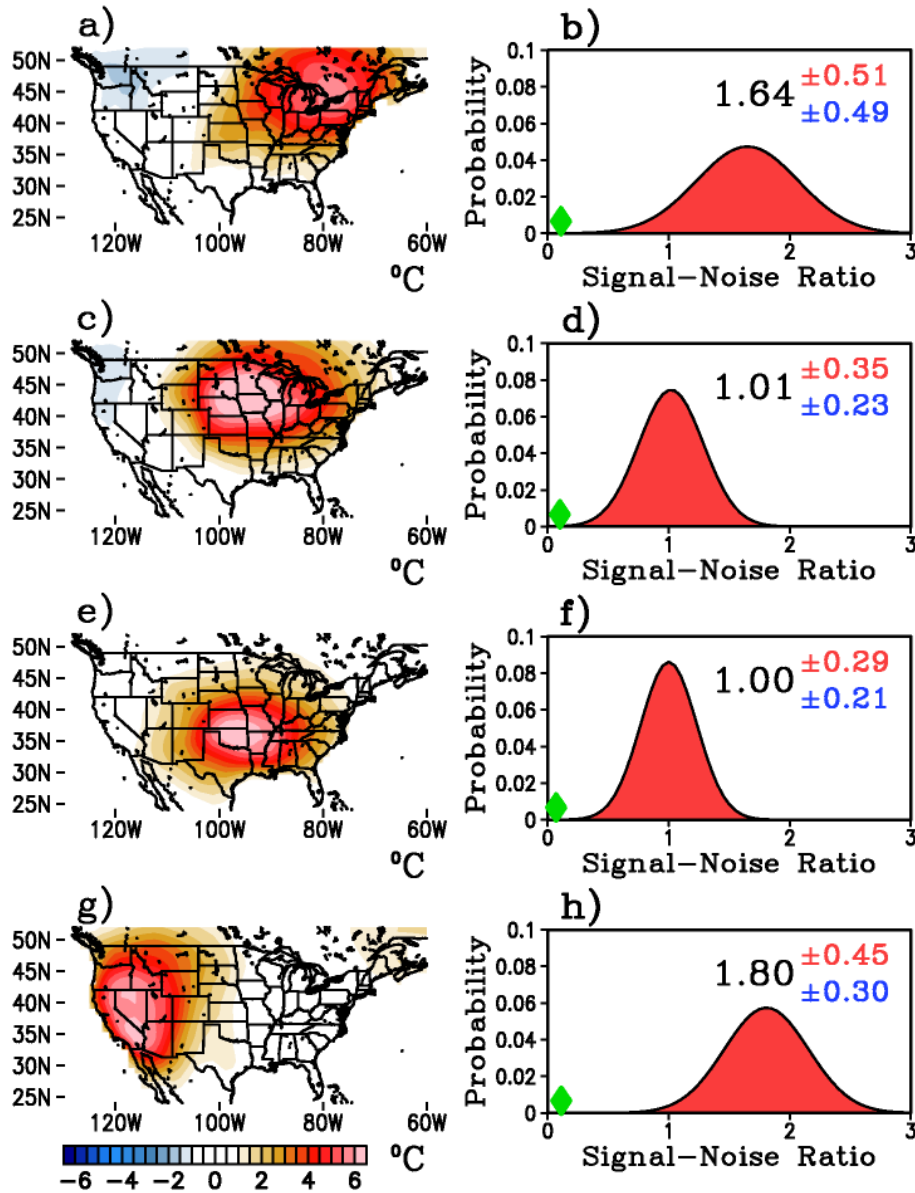 a)
50N
45N
40N
35N
30N
25N
120W 100W 80W 60W
°C
b)
Probability
0.1
0.08
0.06
0.04
0.02
0
1.64 ±0.51
±0.49
0 1 2 3
Signal-Noise Ratio
c)
50N
45N
40N
35N
30N
25N
120W 100W 80W 60W
°C
d)
Probability
0.1
0.08
0.06
0.04
0.02
0
1.01 ±0.35
±0.23
0 1 2 3
Signal-Noise Ratio
e)
50N
45N
40N
35N
30N
25N
120W 100W 80W 60W
°C
f)
Probability
0.1
0.08
0.06
0.04
0.02
0
1.00 ±0.29
±0.21
0 1 2 3
Signal-Noise Ratio
g)
50N
45N
40N
35N
30N
25N
120W 100W 80W 60W
-6 -4 -2 0 2 4 6 °C
h)
Probability
0.1
0.08
0.06
0.04
0.02
0
1.80 ±0.45
±0.30
0 1 2 3
Signal-Noise Ratio